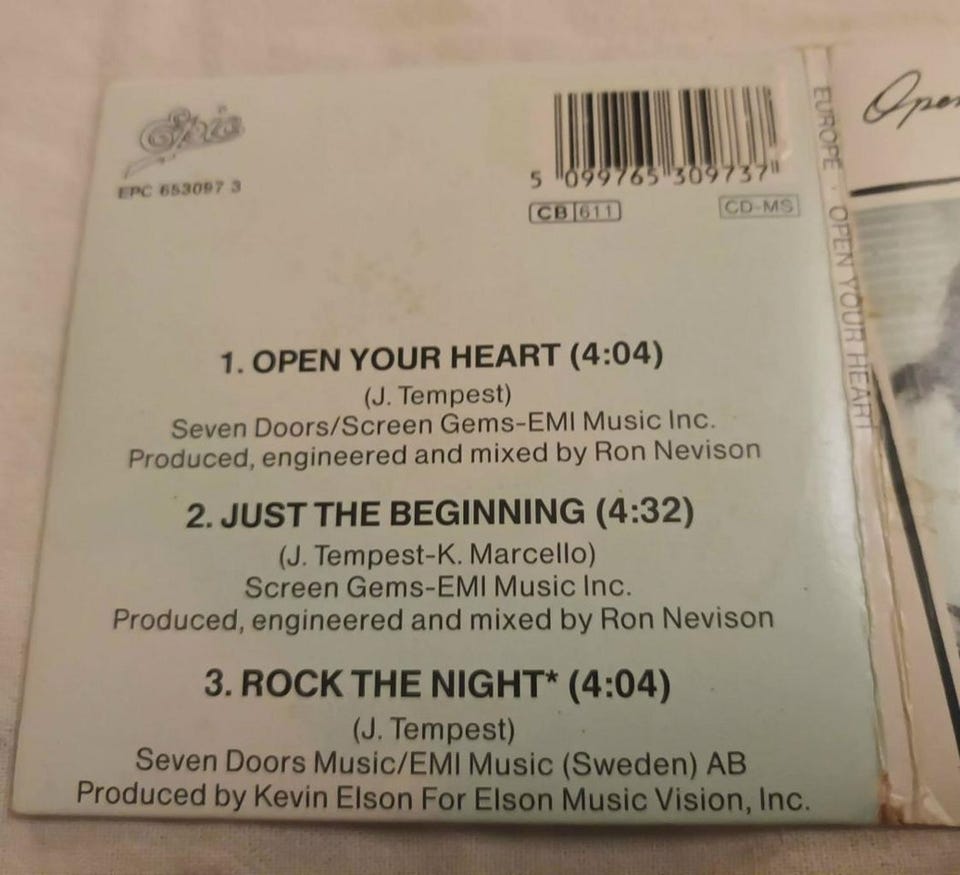 Epic
EPC 653097 3
5 099765 309737
CB 611
CD-MS
1. OPEN YOUR HEART (4:04)
(J. Tempest)
Seven Doors/Screen Gems-EMI Music Inc.
Produced, engineered and mixed by Ron Nevison
2. JUST THE BEGINNING (4:32)
(J. Tempest-K. Marcello)
Screen Gems-EMI Music Inc.
Produced, engineered and mixed by Ron Nevison
3. ROCK THE NIGHT* (4:04)
(J. Tempest)
Seven Doors Music/EMI Music (Sweden) AB
Produced by Kevin Elson For Elson Music Vision, Inc.
EUROPE · OPEN YOUR HEART
Open